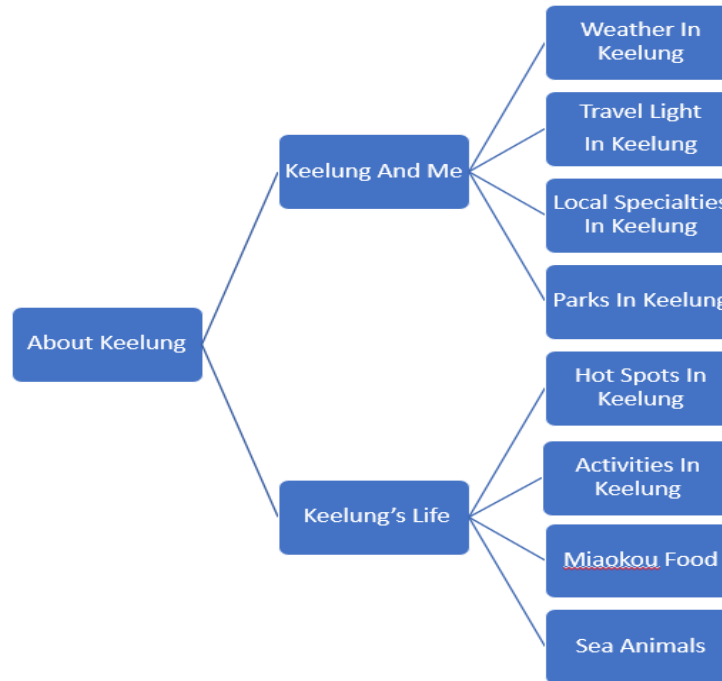 About Keelung
Keelung And Me
Weather In
Keelung
Travel Light
In Keelung
Local Specialties
In Keelung
Parks In Keelung
Keelung’s Life
Hot Spots In
Keelung
Activities In
Keelung
Miaokou Food
Sea Animals